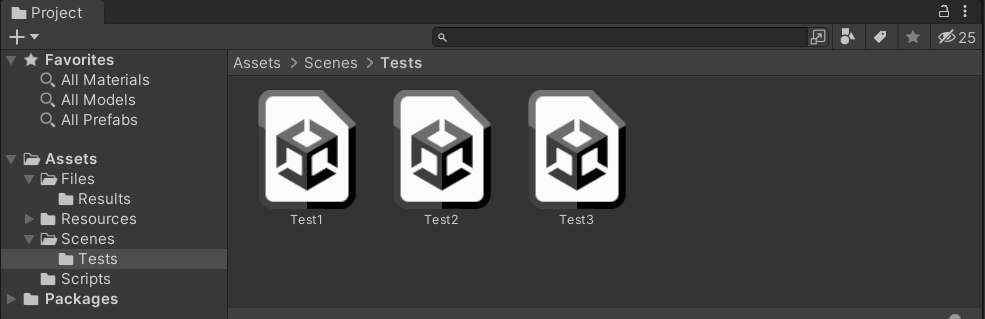 Project
25
Favorites
All Materials
All Models
All Prefabs
Assets
Files
Results
Resources
Scenes
Tests
Scripts
Packages
Assets > Scenes > Tests
Test1
Test2
Test3